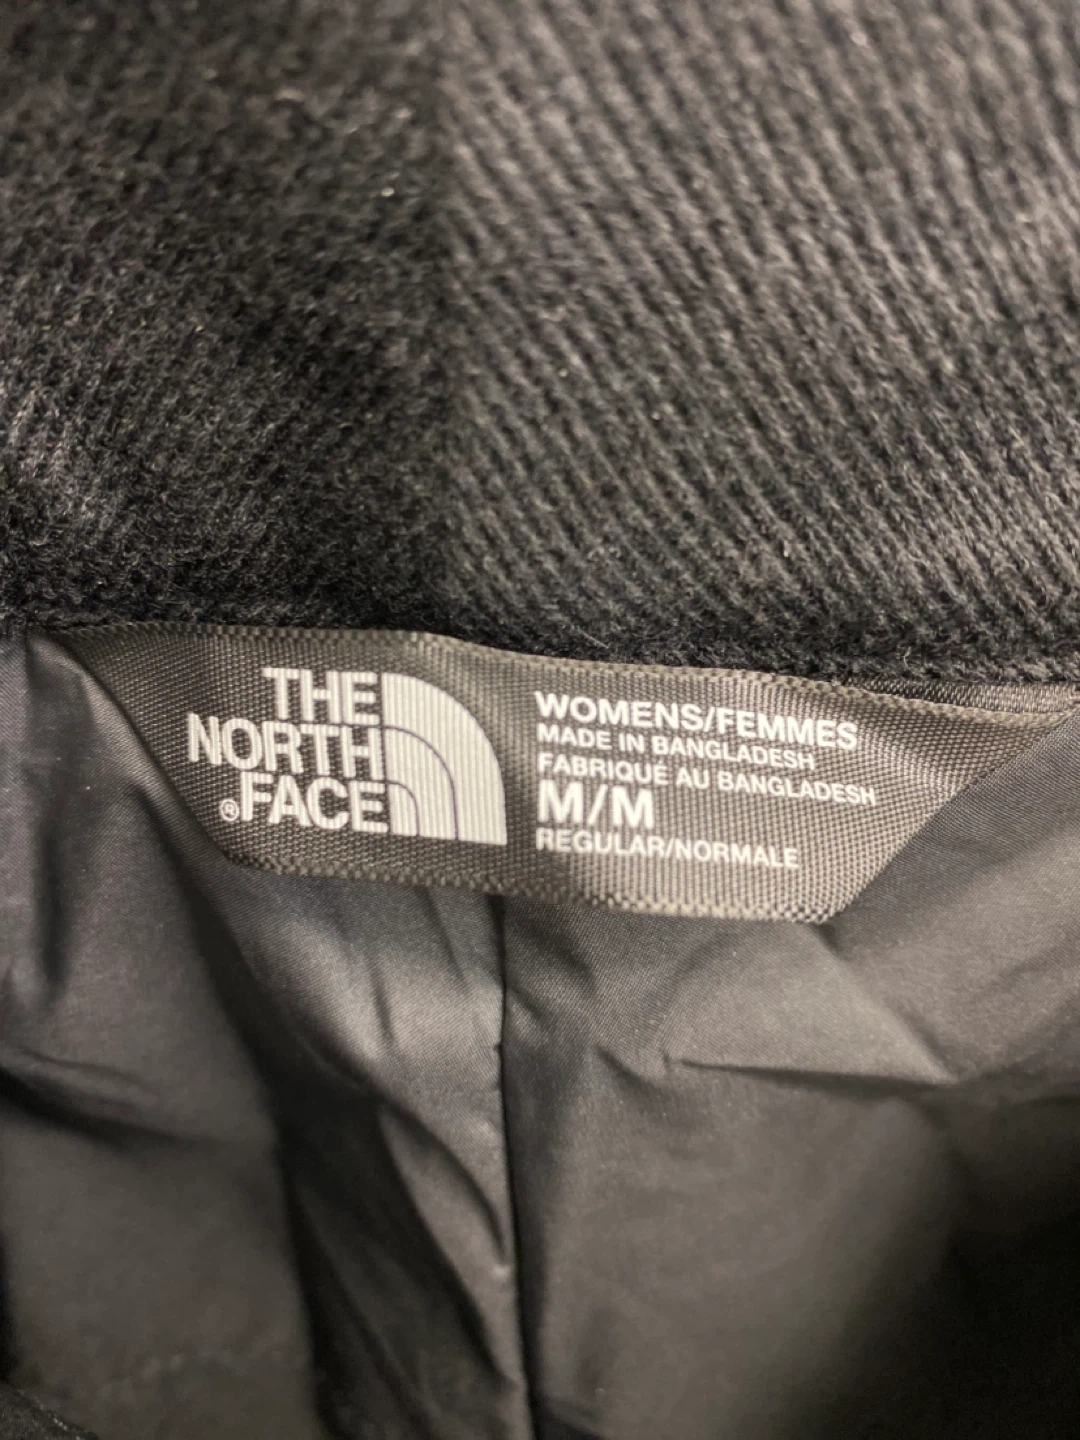 THE
NORTH
®FACE
WOMENS/FEMMES
MADE IN BANGLADESH
FABRIQUÉ AU BANGLADESH
M/M
REGULAR/NORMALE